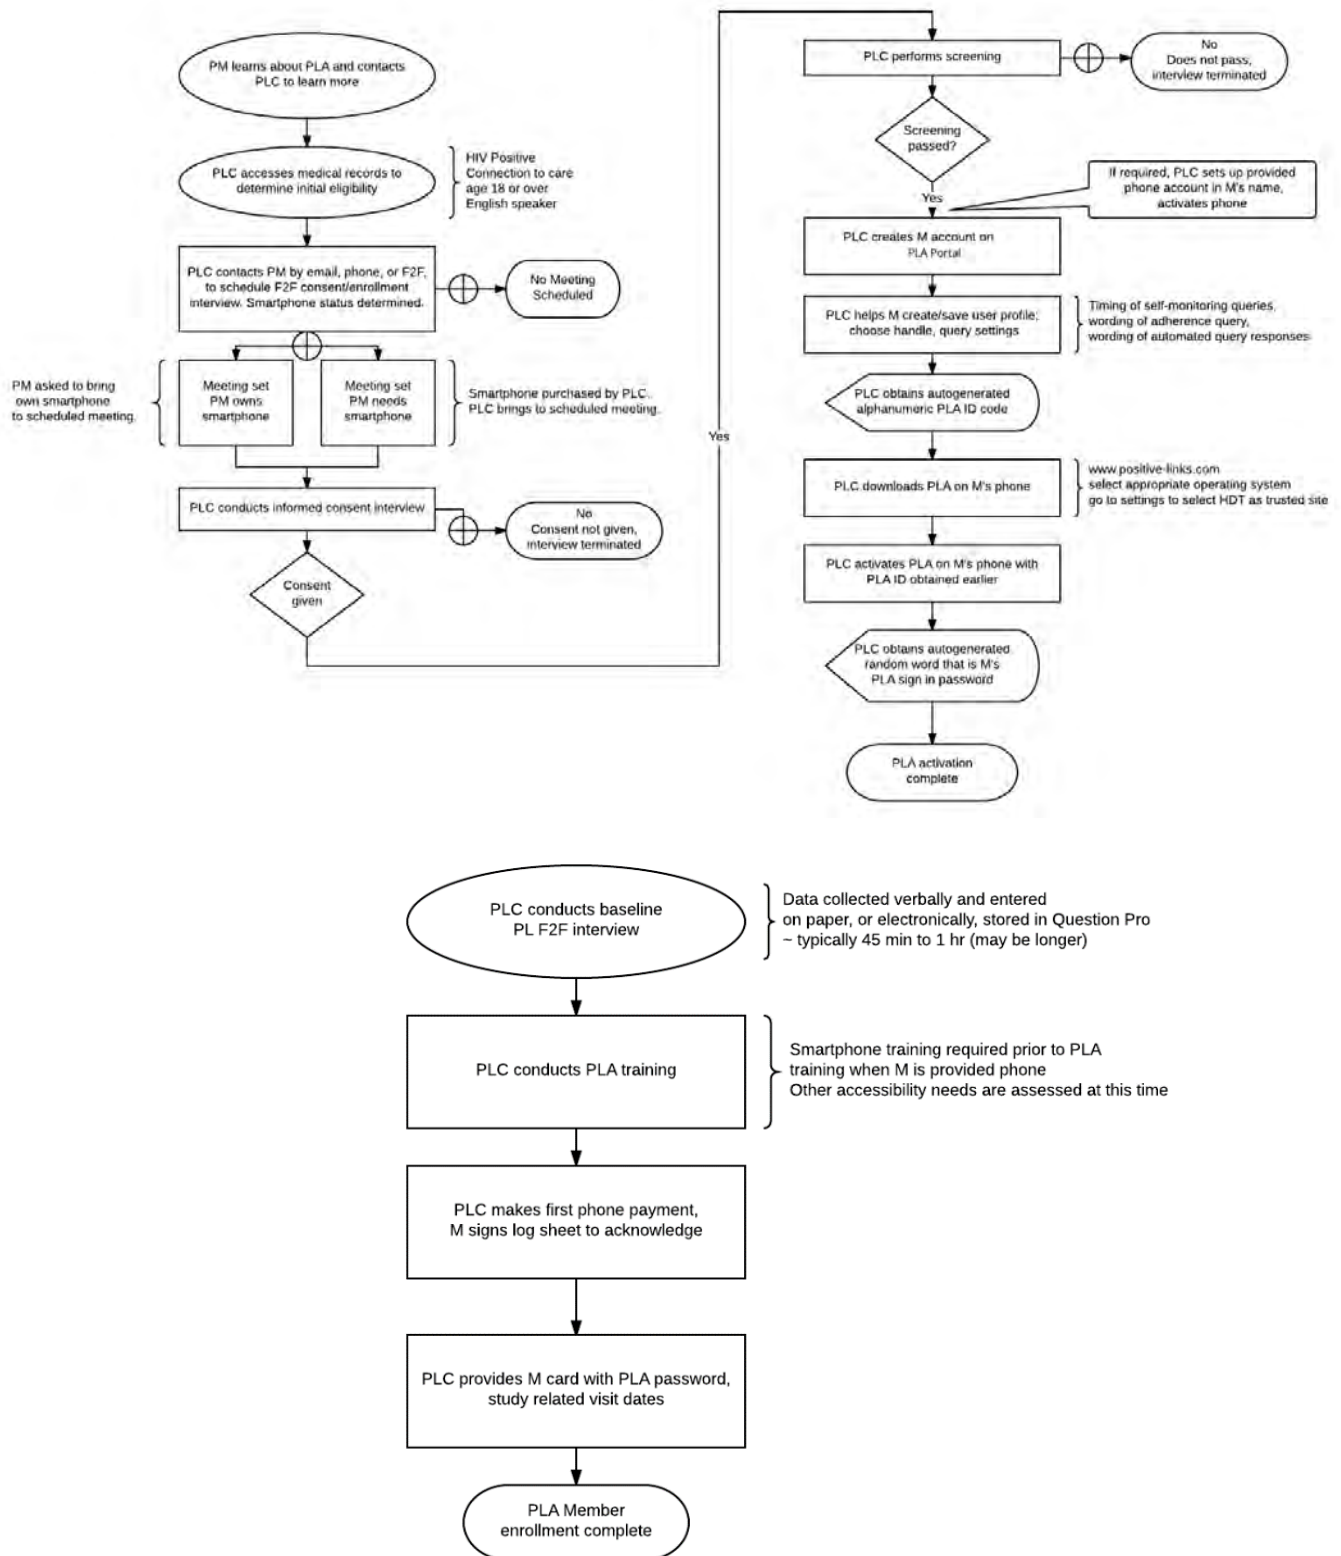 PM learns about PLA and contacts
PLC to learn more
PLC accesses medical records to
determine initial eligibility
HIV Positive
Connection to care
age 18 or over
English speaker
PLC contacts PM by email, phone, or F2F,
to schedule F2F consent/enrollment
interview. Smartphone status determined.
No Meeting
Scheduled
PM asked to bring
own smartphone
to scheduled meeting.
Meeting set
PM owns
smartphone
Meeting set
PM needs
smartphone
Smartphone purchased by PLC.
PLC brings to scheduled meeting.
PLC conducts informed consent interview
No
Consent not given,
interview terminated
Consent
given
Yes
PLC performs screening
No
Does not pass,
interview terminated
Screening
passed?
Yes
If required, PLC sets up provided
phone account in M's name,
activates phone
PLC creates M account on
PLA Portal
PLC helps M create/save user profile;
choose handle, query settings
Timing of self-monitoring queries,
wording of adherence query,
wording of automated query responses
PLC obtains autogenerated
alphanumeric PLA ID code
PLC downloads PLA on M's phone
www.positive-links.com
select appropriate operating system
go to settings to select HDT as trusted site
PLC activates PLA on M's phone with
PLA ID obtained earlier
PLC obtains autogenerated
random word that is M's
PLA sign in password
PLA activation
complete
PLC conducts baseline
PL F2F interview
Data collected verbally and entered
on paper, or electronically, stored in Question Pro
~ typically 45 min to 1 hr (may be longer)
PLC conducts PLA training
Smartphone training required prior to PLA
training when M is provided phone
Other accessibility needs are assessed at this time
PLC makes first phone payment,
M signs log sheet to acknowledge
PLC provides M card with PLA password,
study related visit dates
PLA Member
enrollment complete